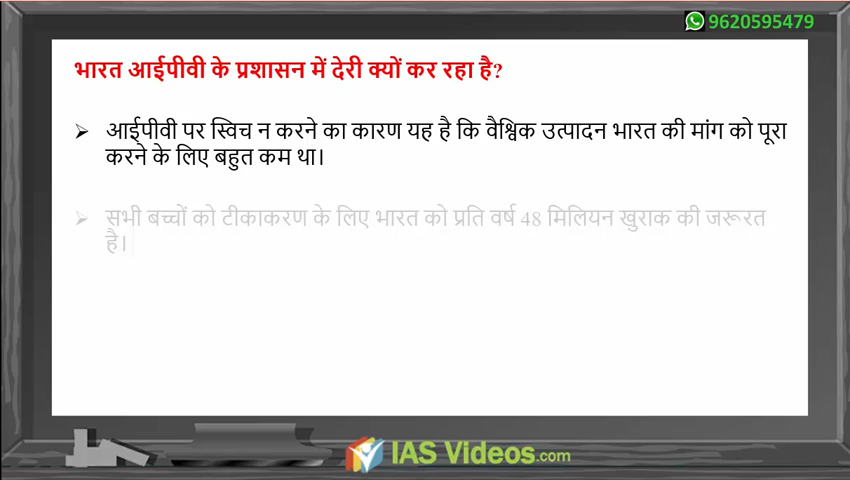 9620595479
भारत आईपीवी के प्रशासन में देरी क्यों कर रहा है?
➢ आईपीवी पर स्विच न करने का कारण यह है कि वैश्विक उत्पादन भारत की मांग को पूरा
करने के लिए बहुत कम था।
➢ सभी बच्चों को टीकाकरण के लिए भारत को प्रति वर्ष 48 मिलियन खुराक की जरूरत
है।
IAS Videos.com